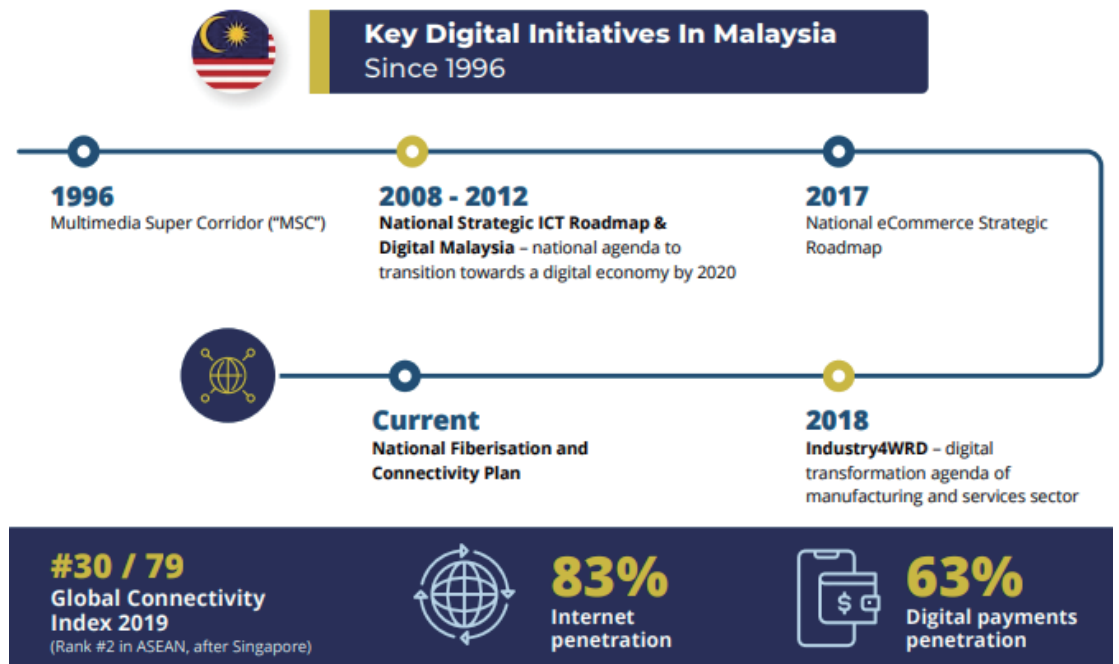 Key Digital Initiatives In Malaysia
Since 1996
1996
Multimedia Super Corridor (“MSC”)
2008 - 2012
National Strategic ICT Roadmap &
Digital Malaysia – national agenda to
transition towards a digital economy by 2020
2017
National eCommerce Strategic
Roadmap
Current
National Fiberisation and
Connectivity Plan
2018
Industry4WRD – digital
transformation agenda of
manufacturing and services sector
#30 / 79
Global Connectivity
Index 2019
(Rank #2 in ASEAN, after Singapore)
83%
Internet
penetration
$
63%
Digital payments
penetration